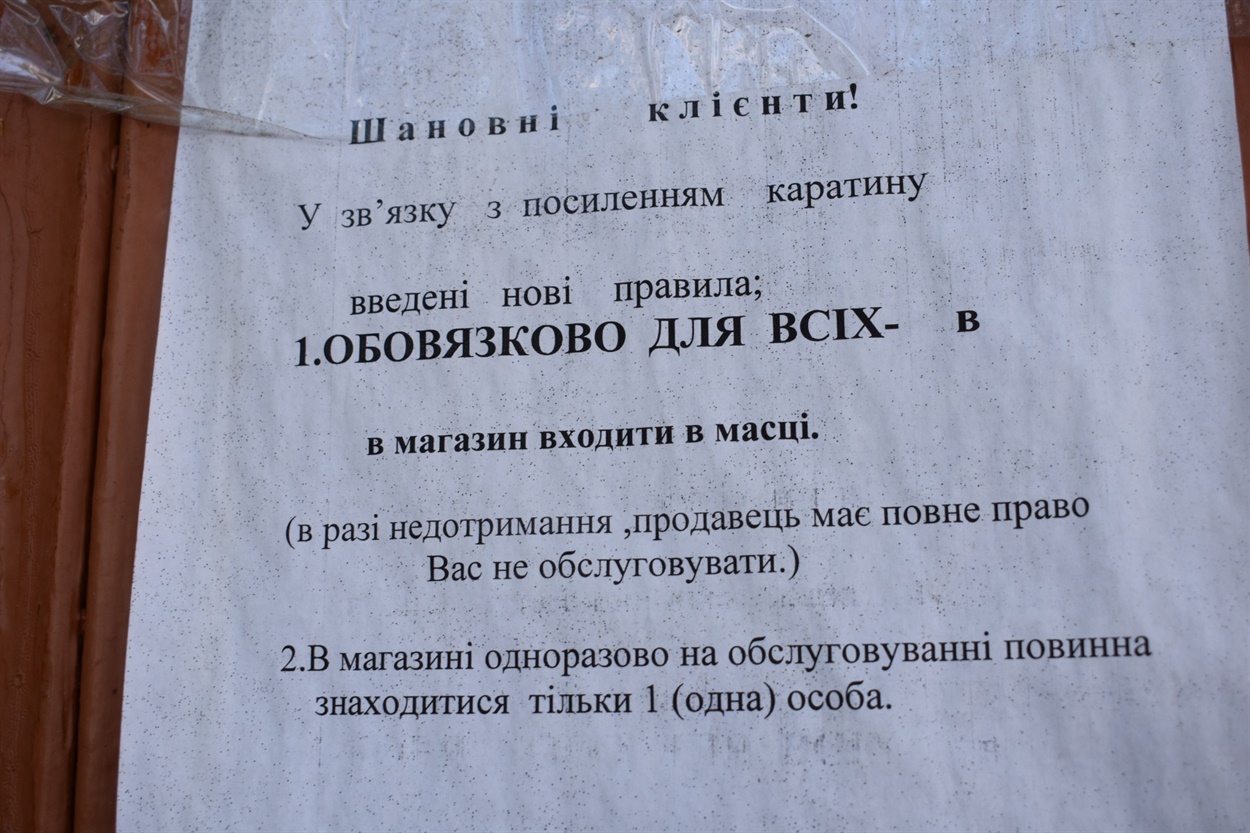 Шановні клієнти!
У зв’язку з посиленням каратину
введені нові правила;
1.ОБОВЯЗКОВО ДЛЯ ВСІХ- в
в магазин входити в масці.
(в разі недотримання ,продавець має повне право
Вас не обслуговувати.)
2.В магазині одноразово на обслуговуванні повинна
знаходитися тільки 1 (одна) особа.